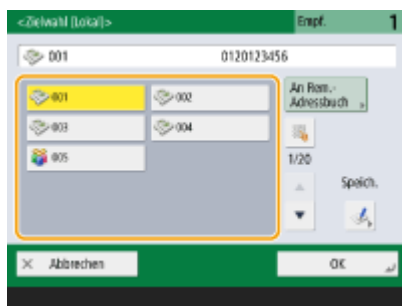 <Zielwahl [Lokal]>
Empf. 1
001 0120123456
001 002
An Rem.-
Adressbuch
003 004
005
1/20
Speich.
Abbrechen
OK